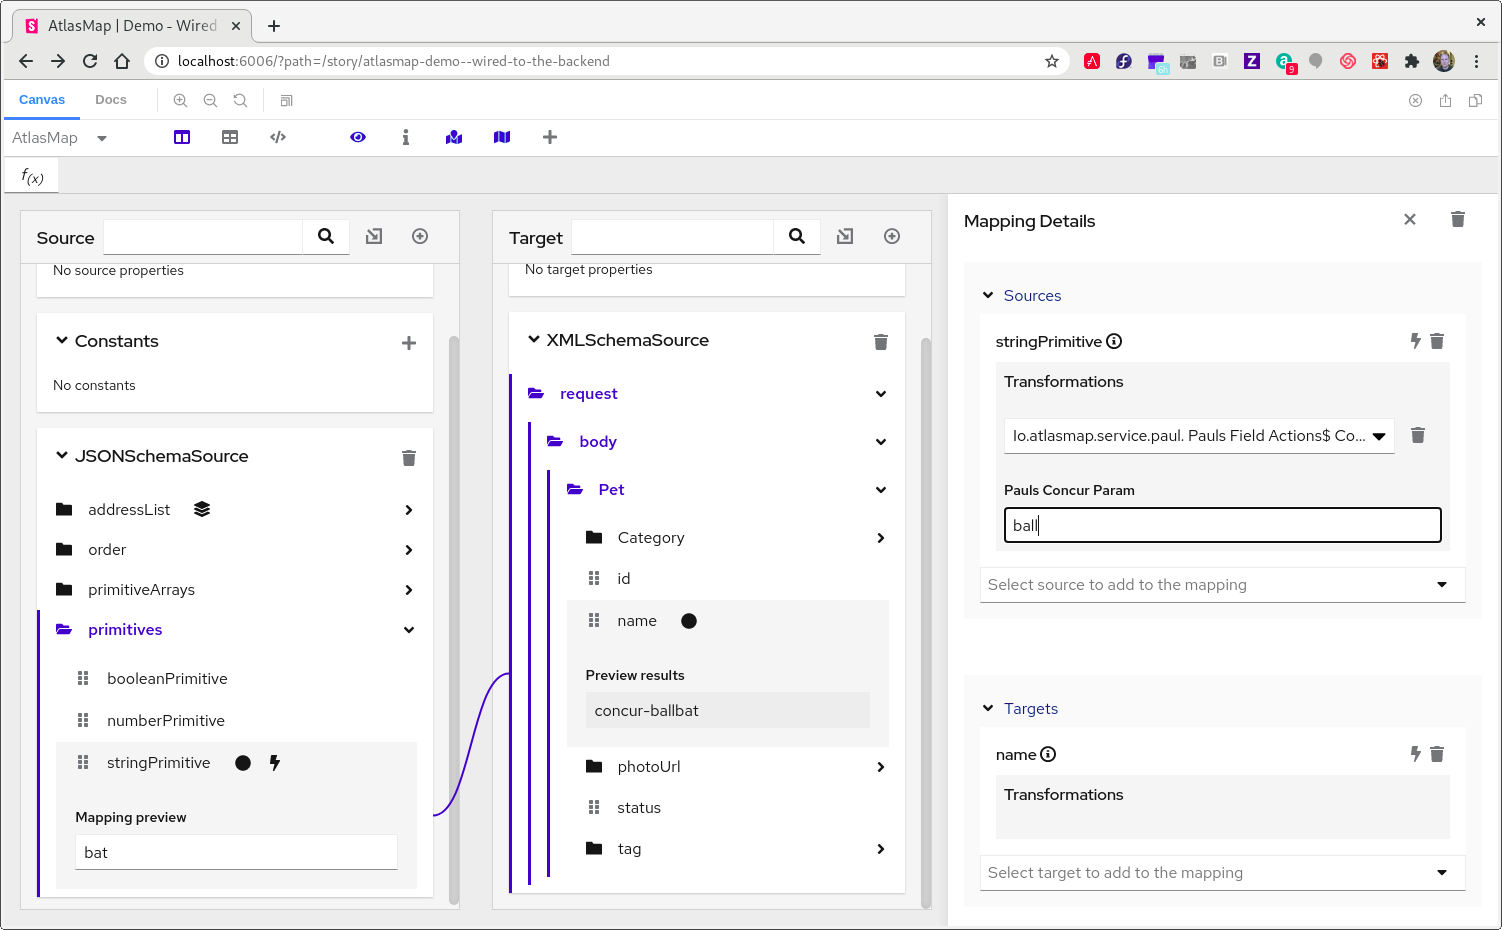 AtlasMap | Demo - Wired
localhost:6006/?path=/story/atlasmap-demo--wired-to-the-backend
9
Canvas
Docs
AtlasMap
f(x)
Source
No source properties
Constants
No constants
JSONSchemaSource
addressList
order
primitiveArrays
primitives
booleanPrimitive
numberPrimitive
stringPrimitive
Mapping preview
bat
Target
No target properties
XMLSchemaSource
request
body
Pet
Category
id
name
Preview results
concur-ballbat
photoUrl
status
tag
Mapping Details
Sources
stringPrimitive
Transformations
Io.atlasmap.service.paul. Pauls Field Actions$ Co...
Pauls Concur Param
ball
Select source to add to the mapping
Targets
name
Transformations
Select target to add to the mapping